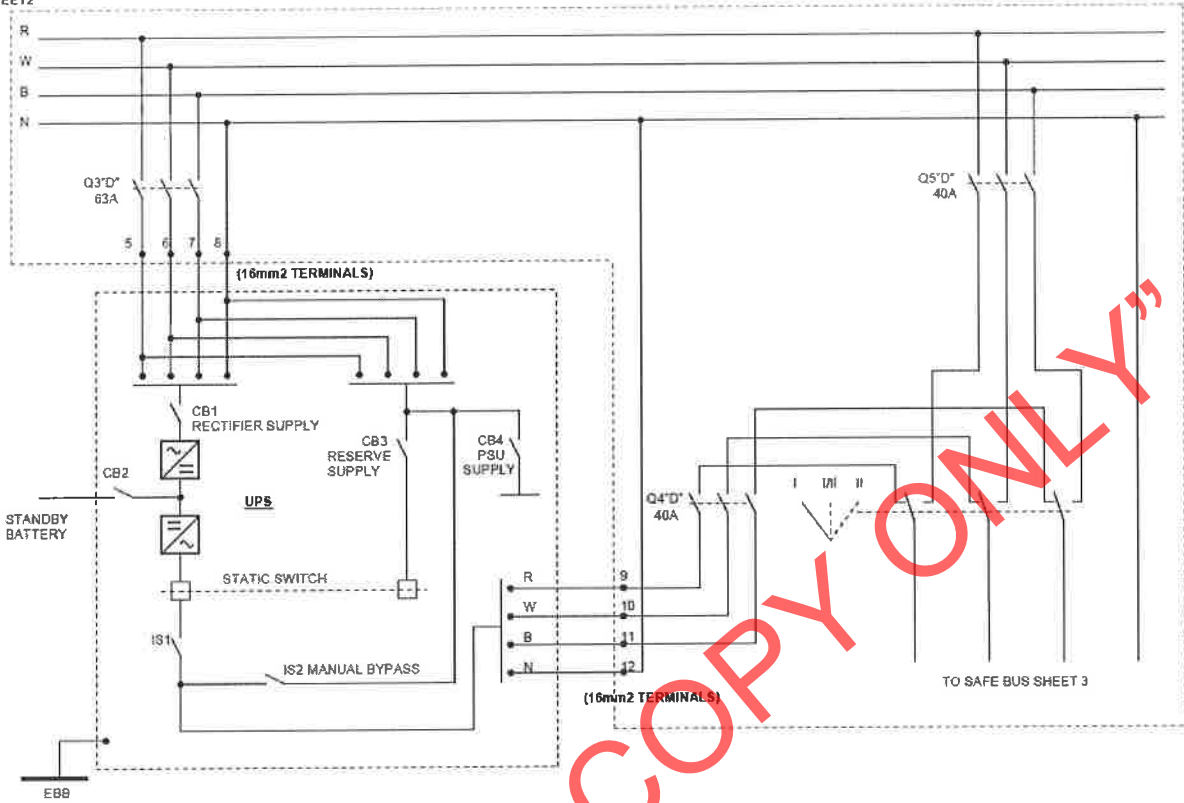 R
W
B
N
Q3"D"
63A
Q5"D"
40A
5 6 7 8
(16mm2 TERMINALS)
CB1
RECTIFIER SUPPLY
CB3
RESERVE
SUPPLY
CB4
PSU
SUPPLY
CB2
UPS
STANDBY
BATTERY
Q4"D"
40A
I I/II II
STATIC SWITCH
R 9
W 10
B 11
N 12
IS1
IS2 MANUAL BYPASS
(16mm2 TERMINALS)
TO SAFE BUS SHEET 3
EBB
COPY ONLY"